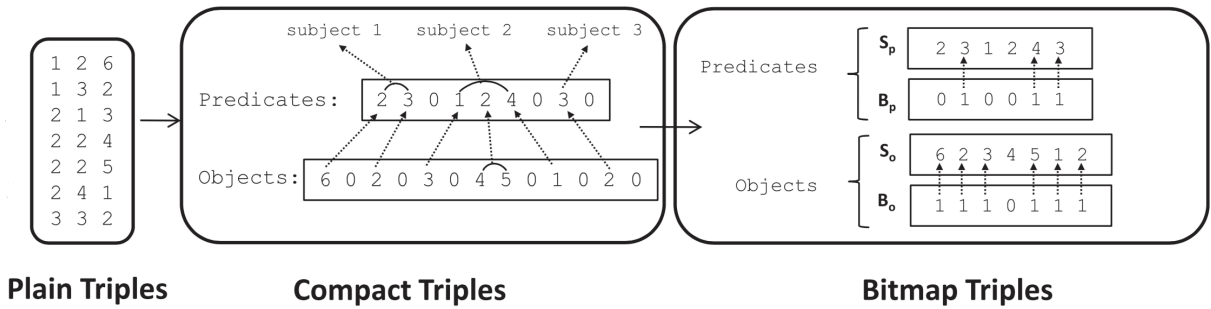 1 2 6
1 3 2
2 1 3
2 2 4
2 2 5
2 4 1
3 3 2
Plain Triples
subject 1 subject 2 subject 3
Predicates: 2 3 0 1 2 4 0 3 0
Objects: 6 0 2 0 3 0 4 5 0 1 0 2 0
Compact Triples
Predicates
Sp 2 3 1 2 4 3
Bp 0 1 0 0 1 1
Objects
So 6 2 3 4 5 1 2
Bo 1 1 1 0 1 1 1
Bitmap Triples